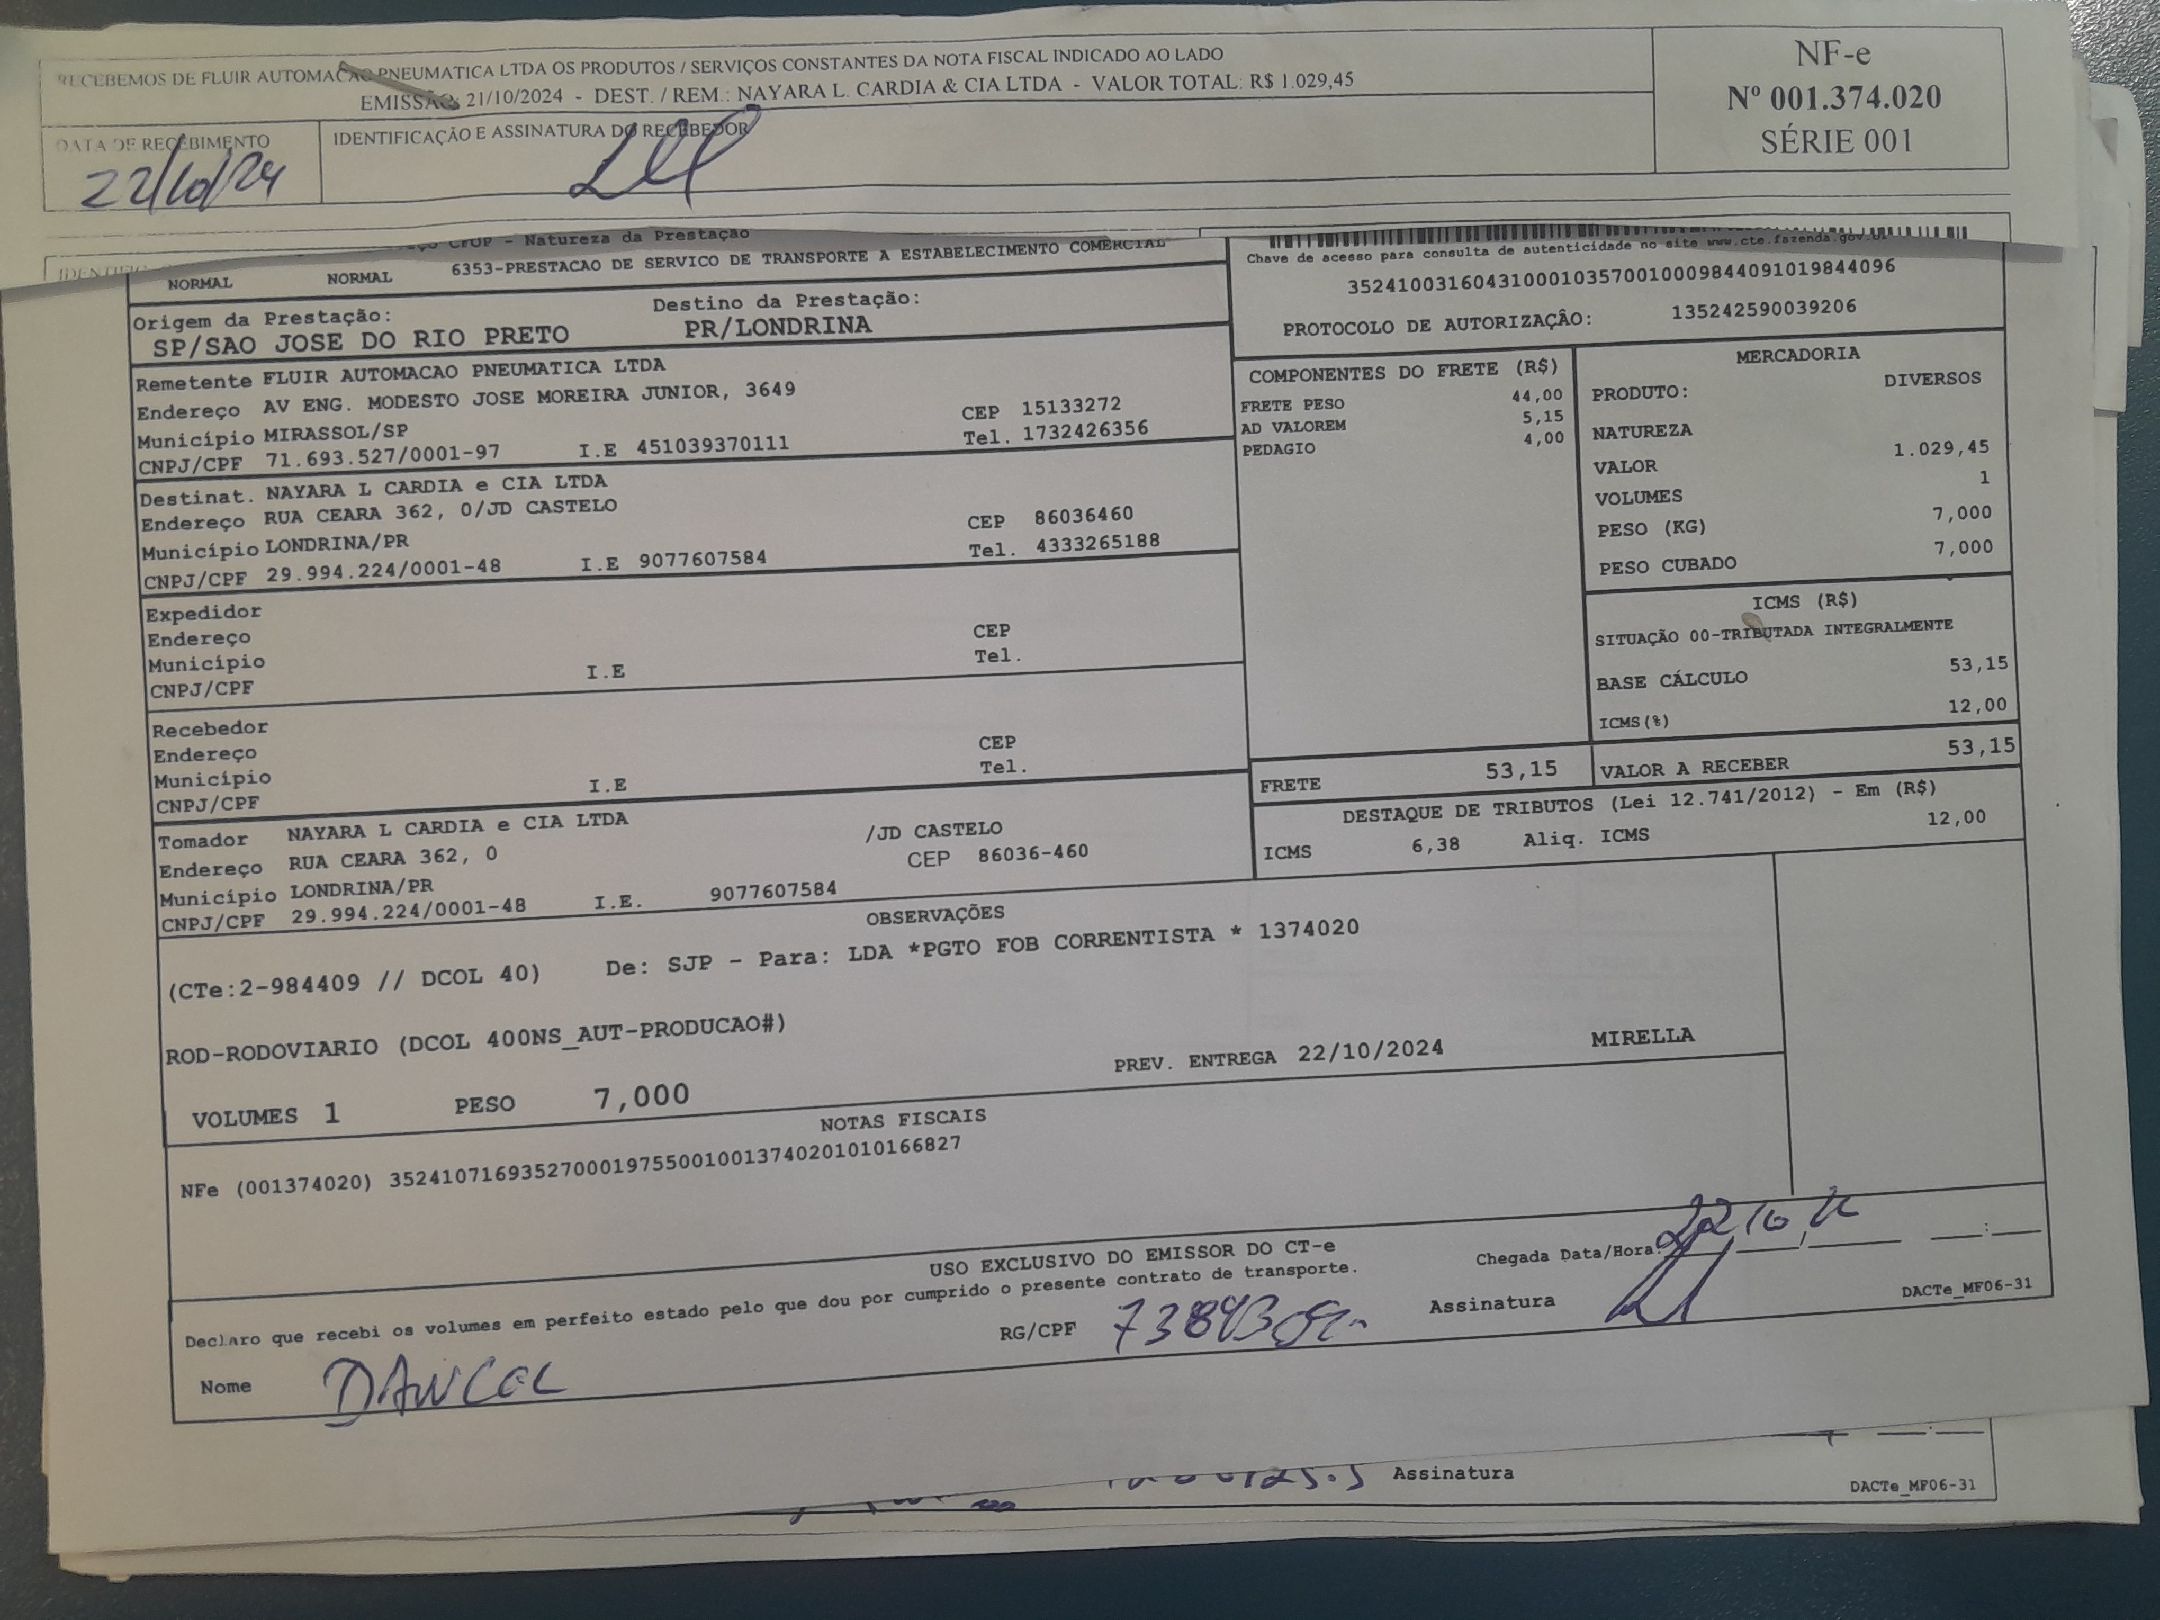 RECEBEMOS DE FLUIR AUTOMACAO PNEUMATICA LTDA OS PRODUTOS / SERVIÇOS CONSTANTES DA NOTA FISCAL INDICADO AO LADO
EMISSÃO: 21/10/2024 - DEST. / REM.: NAYARA L. CARDIA & CIA LTDA - VALOR TOTAL: R$ 1.029,45
NF-e
Nº 001.374.020
SÉRIE 001
DATA DE RECEBIMENTO
22/10/24
IDENTIFICAÇÃO E ASSINATURA DO RECEBEDOR
CFOP - Natureza da Prestação
NORMAL NORMAL 6353-PRESTACAO DE SERVICO DE TRANSPORTE A ESTABELECIMENTO COMERCIAL
Chave de acesso para consulta de autenticidade no site www.cte.fazenda.gov.br
35241003160431000103570010009844091019844096
PROTOCOLO DE AUTORIZAÇÂO: 135242590039206
Origem da Prestação: Destino da Prestação:
SP/SAO JOSE DO RIO PRETO PR/LONDRINA
Remetente FLUIR AUTOMACAO PNEUMATICA LTDA
Endereço AV ENG. MODESTO JOSE MOREIRA JUNIOR, 3649
Município MIRASSOL/SP CEP 15133272
CNPJ/CPF 71.693.527/0001-97 I.E 451039370111 Tel. 1732426356
Destinat. NAYARA L CARDIA e CIA LTDA
Endereço RUA CEARA 362, 0/JD CASTELO
Município LONDRINA/PR CEP 86036460
CNPJ/CPF 29.994.224/0001-48 I.E 9077607584 Tel. 4333265188
Expedidor
Endereço
Município CEP
CNPJ/CPF I.E Tel.
Recebedor
Endereço
Município CEP
CNPJ/CPF I.E Tel.
Tomador NAYARA L CARDIA e CIA LTDA
Endereço RUA CEARA 362, 0 /JD CASTELO
Município LONDRINA/PR CEP 86036-460
CNPJ/CPF 29.994.224/0001-48 I.E. 9077607584
COMPONENTES DO FRETE (R$)
FRETE PESO 44,00
AD VALOREM 5,15
PEDAGIO 4,00
MERCADORIA
PRODUTO: DIVERSOS
NATUREZA
VALOR 1.029,45
VOLUMES 1
PESO (KG) 7,000
PESO CUBADO 7,000
ICMS (R$)
SITUAÇÃO 00-TRIBUTADA INTEGRALMENTE
BASE CÁLCULO 53,15
ICMS(%) 12,00
FRETE 53,15 VALOR A RECEBER 53,15
DESTAQUE DE TRIBUTOS (Lei 12.741/2012) - Em (R$)
ICMS 6,38 Aliq. ICMS 12,00
OBSERVAÇÕES
(CTe:2-984409 // DCOL 40) De: SJP - Para: LDA *PGTO FOB CORRENTISTA * 1374020
ROD-RODOVIARIO (DCOL 400NS_AUT-PRODUCAO#)
PREV. ENTREGA 22/10/2024 MIRELLA
VOLUMES 1 PESO 7,000
NOTAS FISCAIS
NFe (001374020) 35241071693527000197550010013740201010166827
USO EXCLUSIVO DO EMISSOR DO CT-e
Declaro que recebi os volumes em perfeito estado pelo que dou por cumprido o presente contrato de transporte.
Chegada Data/Hora:
Nome RG/CPF Assinatura
DACTe_MF06-31
Assinatura
DACTe_MF06-31